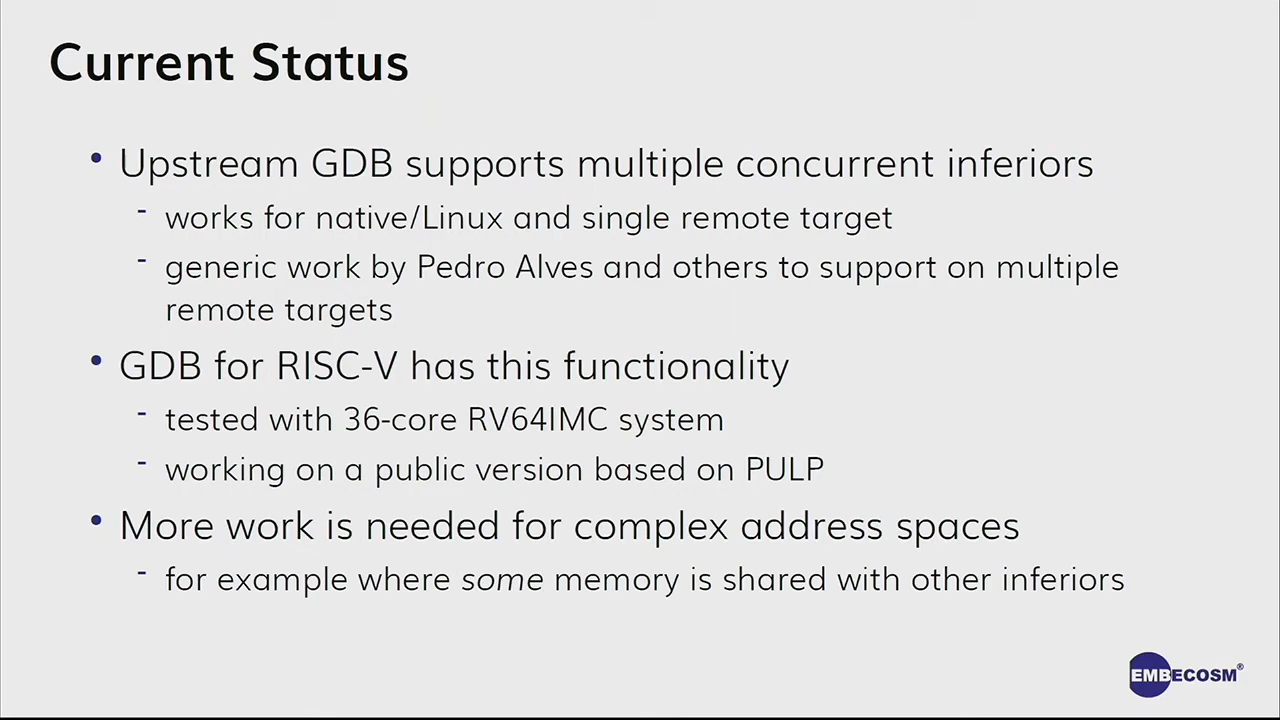 Current Status
• Upstream GDB supports multiple concurrent inferiors
- works for native/Linux and single remote target
- generic work by Pedro Alves and others to support on multiple
remote targets
• GDB for RISC-V has this functionality
- tested with 36-core RV64IMC system
- working on a public version based on PULP
• More work is needed for complex address spaces
- for example where some memory is shared with other inferiors
EMBECOSM®